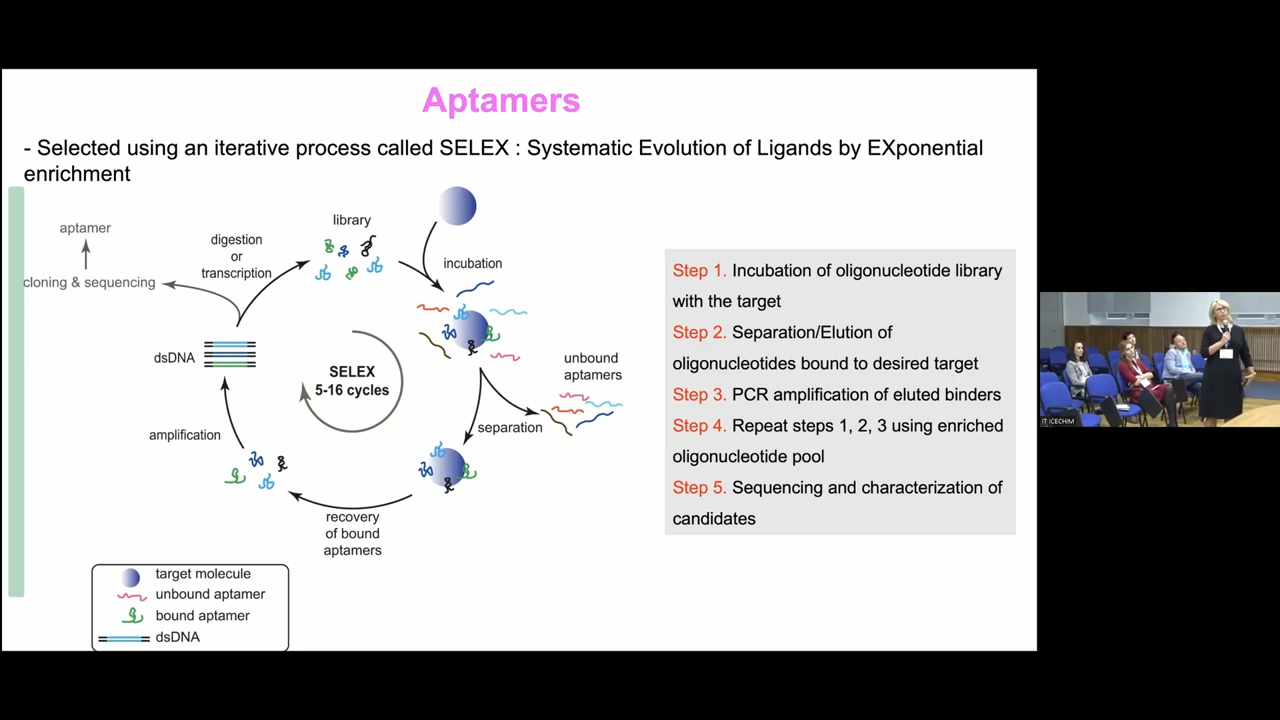 Aptamers
- Selected using an iterative process called SELEX : Systematic Evolution of Ligands by EXponential
enrichment
aptamer
cloning & sequencing
digestion
or
transcription
library
incubation
dsDNA
SELEX
5-16 cycles
unbound
aptamers
separation
amplification
recovery
of bound
aptamers
target molecule
unbound aptamer
bound aptamer
dsDNA
Step 1. Incubation of oligonucleotide library
with the target
Step 2. Separation/Elution of
oligonucleotides bound to desired target
Step 3. PCR amplification of eluted binders
Step 4. Repeat steps 1, 2, 3 using enriched
oligonucleotide pool
Step 5. Sequencing and characterization of
candidates
IT ICECHIM